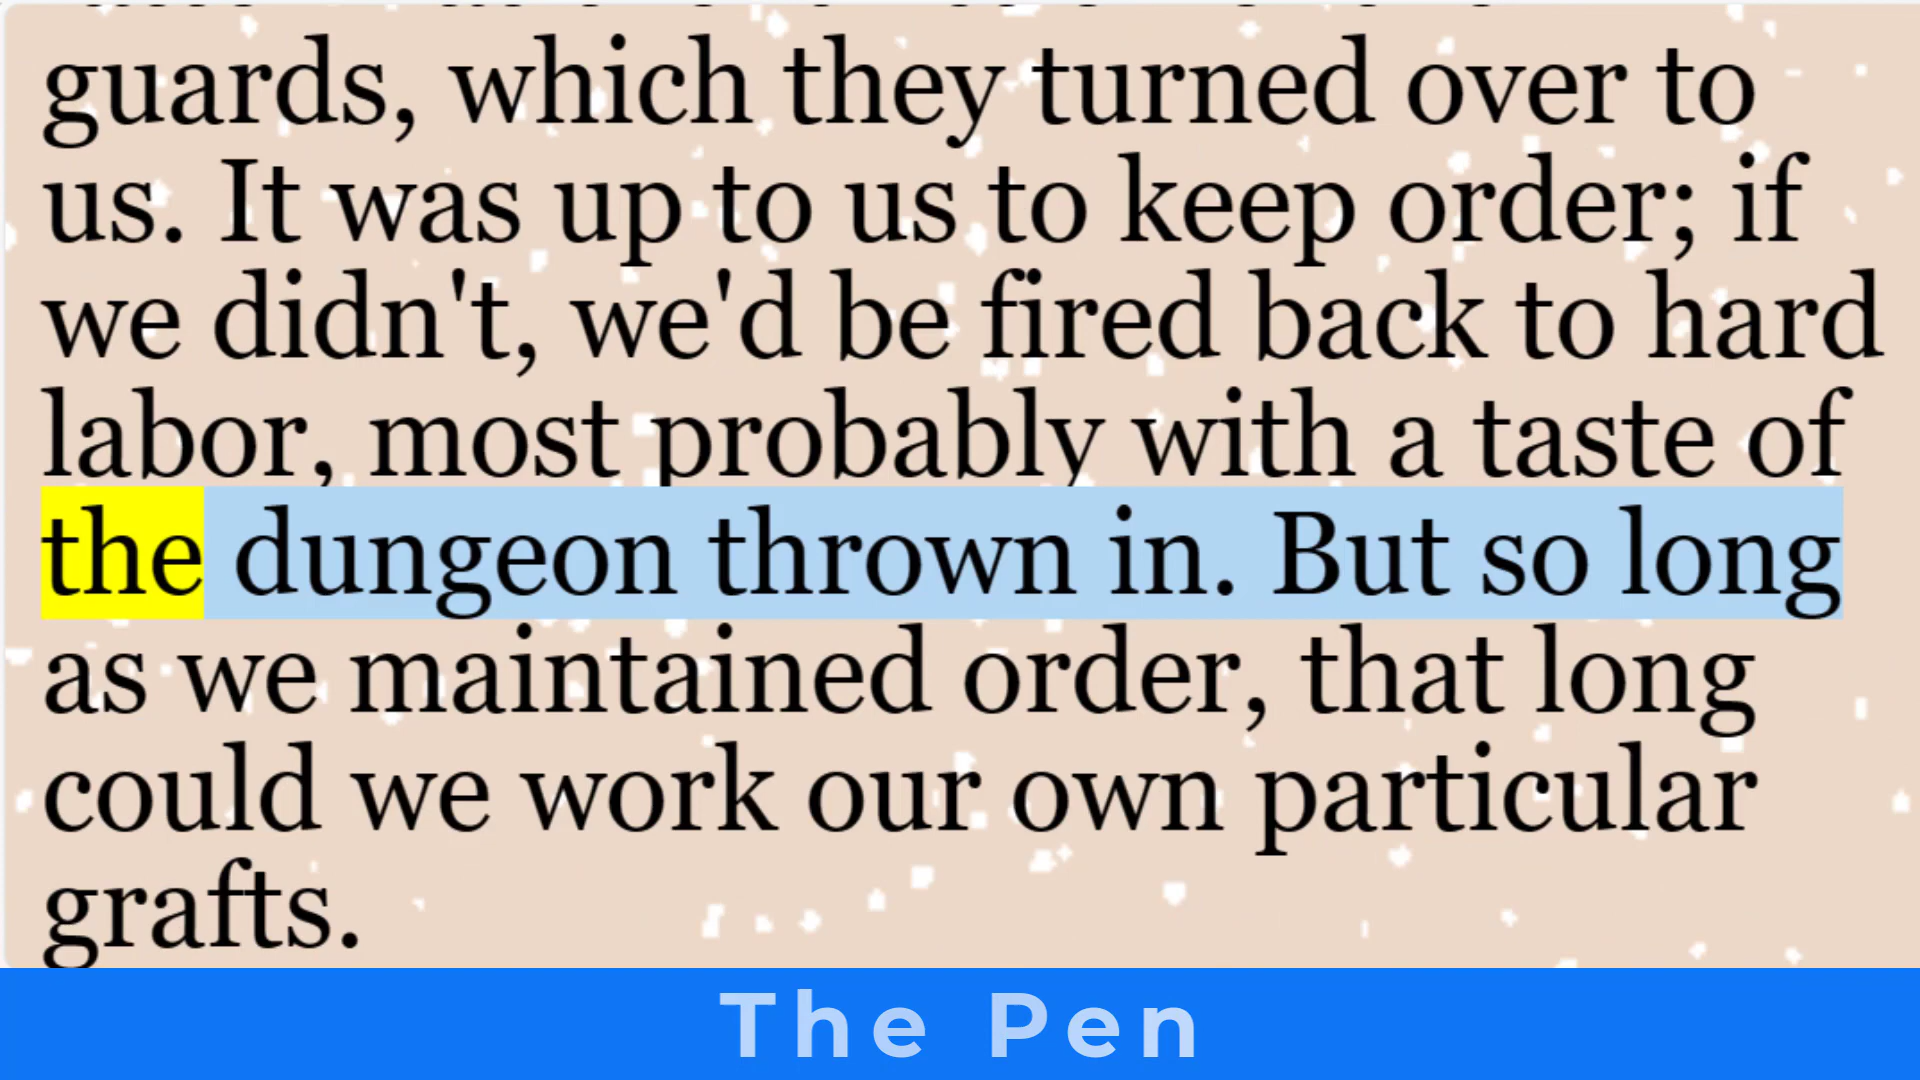 guards, which they turned over to
us. It was up to us to keep order; if
we didn't, we'd be fired back to hard
labor, most probably with a taste of
the dungeon thrown in. But so long
as we maintained order, that long
could we work our own particular
grafts.
The Pen